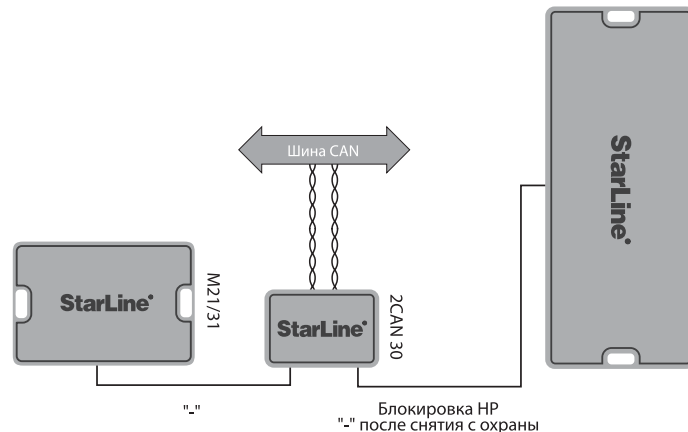 Шина CAN
StarLine
M21/31
StarLine
2CAN 30
StarLine
"-"
Блокировка НР
"-" после снятия с охраны